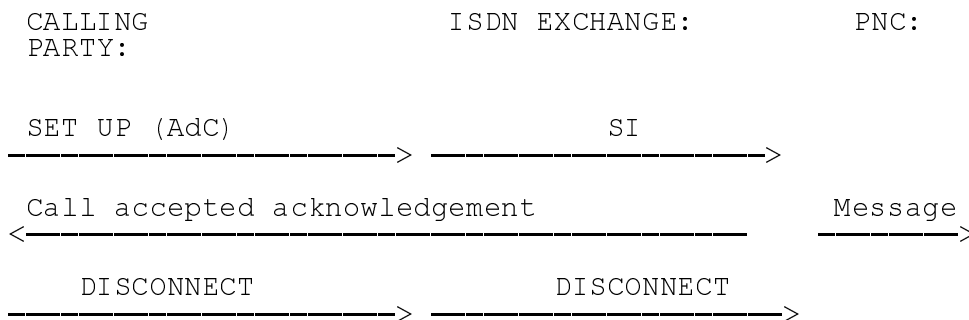 CALLING ISDN EXCHANGE: PNC:
PARTY:
SET UP (AdC) SI
Call accepted acknowledgement Message
DISCONNECT DISCONNECT